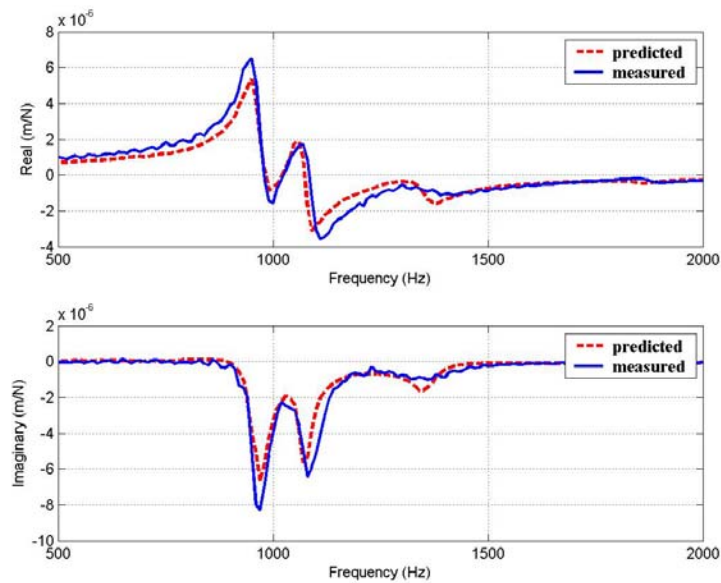 x 10-6
8
6
4
2
0
-2
-4
Real (m/N)
predicted
measured
500 1000 1500 2000
Frequency (Hz)
x 10-6
2
0
-2
-4
-6
-8
-10
Imaginary (m/N)
predicted
measured
500 1000 1500 2000
Frequency (Hz)